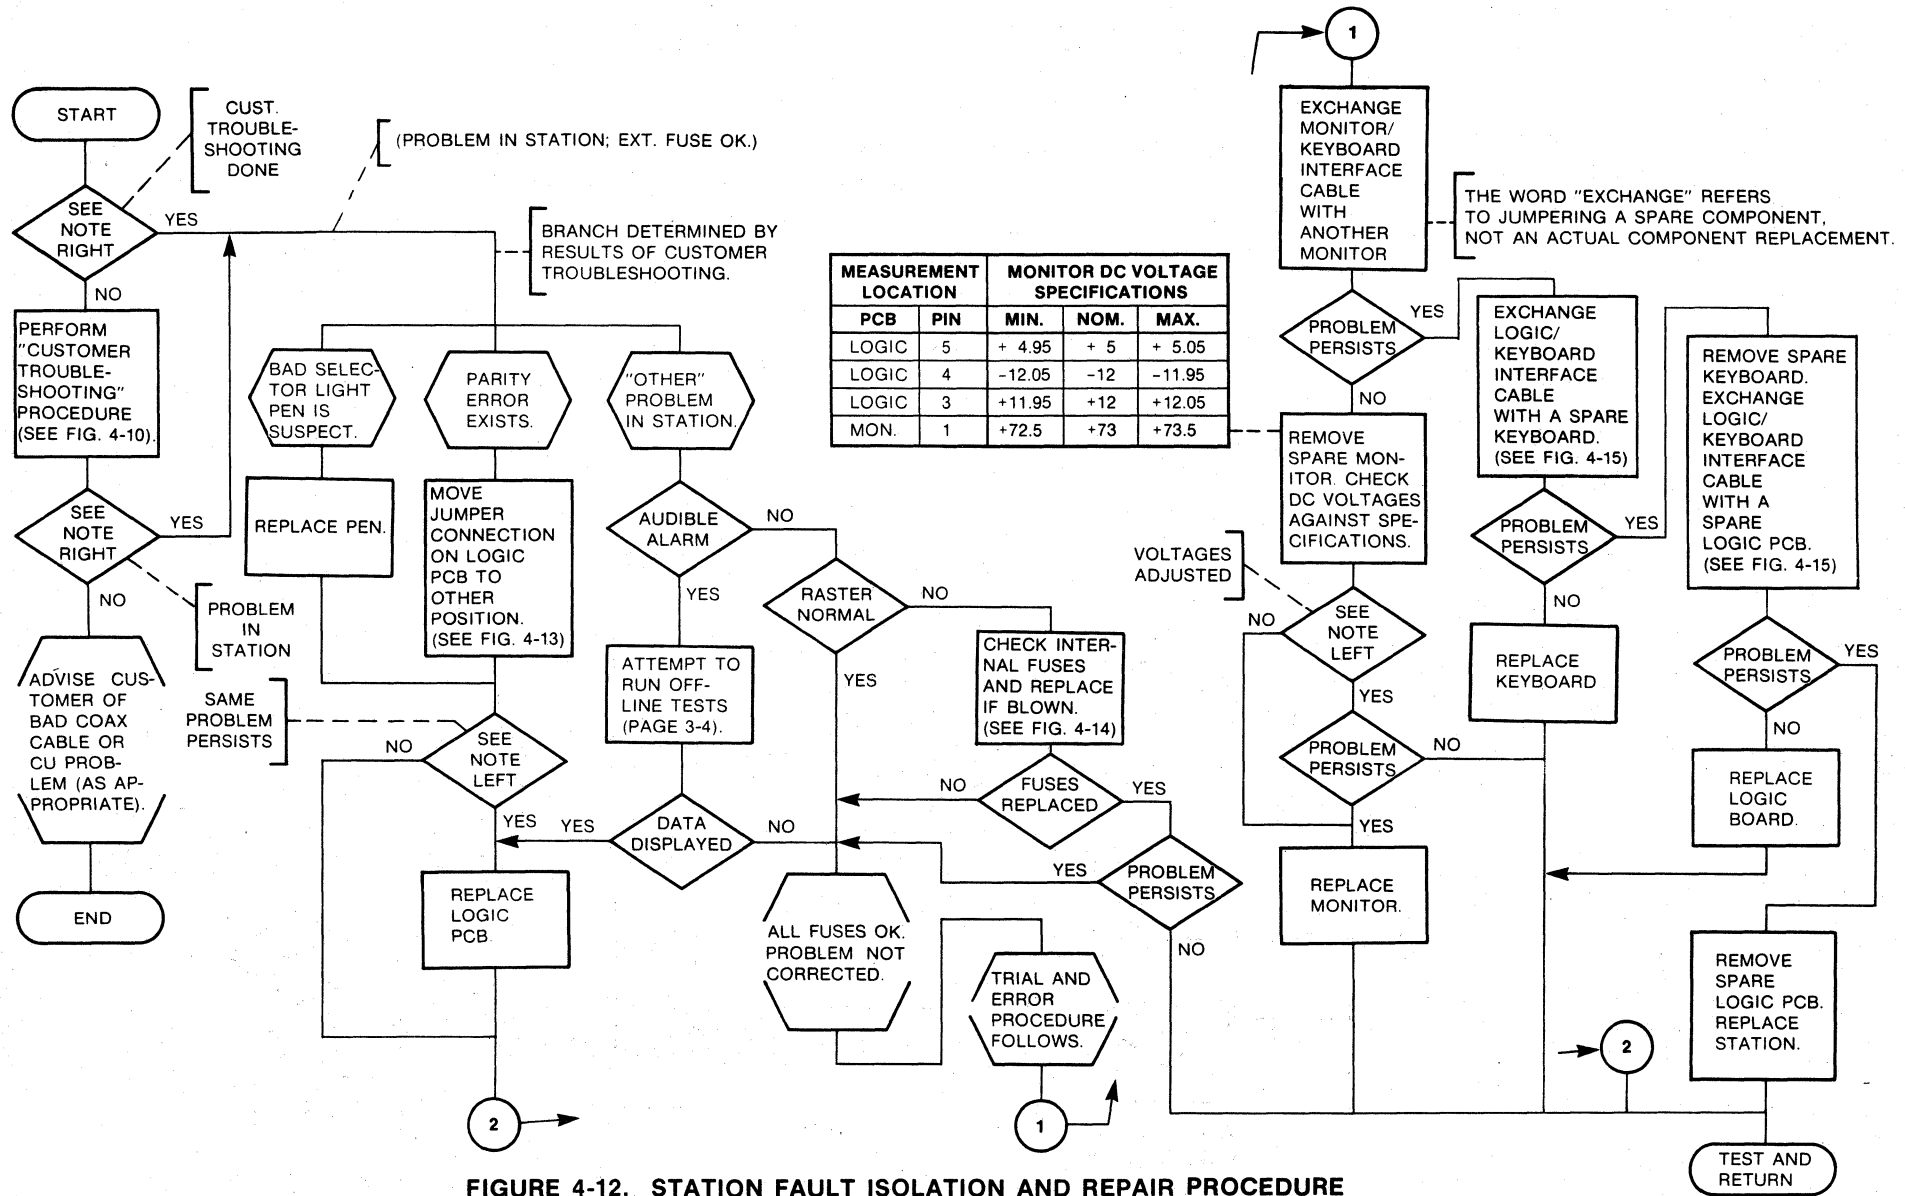 START
CUST.
TROUBLE-
SHOOTING
DONE
(PROBLEM IN STATION; EXT. FUSE OK.)
SEE
NOTE
RIGHT
YES
NO
BRANCH DETERMINED BY
RESULTS OF CUSTOMER
TROUBLESHOOTING.
PERFORM
"CUSTOMER
TROUBLE-
SHOOTING"
PROCEDURE
(SEE FIG. 4-10).
SEE
NOTE
RIGHT
YES
NO
PROBLEM
IN
STATION
ADVISE CUS-
TOMER OF
BAD COAX
CABLE OR
CU PROB-
LEM (AS AP-
PROPRIATE).
END
BAD SELEC-
TOR LIGHT
PEN IS
SUSPECT.
REPLACE PEN.
PARITY
ERROR
EXISTS.
MOVE
JUMPER
CONNECTION
ON LOGIC
PCB TO
OTHER
POSITION.
(SEE FIG. 4-13)
SAME
PROBLEM
PERSISTS
SEE
NOTE
LEFT
NO
YES
REPLACE
LOGIC
PCB.
2
"OTHER"
PROBLEM
IN STATION.
AUDIBLE
ALARM
NO
YES
ATTEMPT TO
RUN OFF-
LINE TESTS
(PAGE 3-4).
DATA
DISPLAYED
YES
NO
RASTER
NORMAL
NO
YES
CHECK INTER-
NAL FUSES
AND REPLACE
IF BLOWN.
(SEE FIG. 4-14)
FUSES
REPLACED
NO
YES
PROBLEM
PERSISTS
YES
NO
ALL FUSES OK.
PROBLEM NOT
CORRECTED.
TRIAL AND
ERROR
PROCEDURE
FOLLOWS.
1
MEASUREMENT LOCATION MONITOR DC VOLTAGE SPECIFICATIONS
PCB PIN MIN. NOM. MAX.
LOGIC 5 + 4.95 + 5 + 5.05
LOGIC 4 -12.05 -12 -11.95
LOGIC 3 +11.95 +12 +12.05
MON. 1 +72.5 +73 +73.5
1
EXCHANGE
MONITOR/
KEYBOARD
INTERFACE
CABLE
WITH
ANOTHER
MONITOR
THE WORD "EXCHANGE" REFERS
TO JUMPERING A SPARE COMPONENT,
NOT AN ACTUAL COMPONENT REPLACEMENT.
PROBLEM
PERSISTS
YES
NO
REMOVE
SPARE MON-
ITOR. CHECK
DC VOLTAGES
AGAINST SPE-
CIFICATIONS.
VOLTAGES
ADJUSTED
SEE
NOTE
LEFT
NO
YES
PROBLEM
PERSISTS
NO
YES
REPLACE
MONITOR.
EXCHANGE
LOGIC/
KEYBOARD
INTERFACE
CABLE
WITH A SPARE
KEYBOARD.
(SEE FIG. 4-15)
PROBLEM
PERSISTS
YES
NO
REPLACE
KEYBOARD
REMOVE SPARE
KEYBOARD.
EXCHANGE
LOGIC/
KEYBOARD
INTERFACE
CABLE
WITH A
SPARE
LOGIC PCB.
(SEE FIG. 4-15)
PROBLEM
PERSISTS
YES
NO
REPLACE
LOGIC
BOARD.
REMOVE
SPARE
LOGIC PCB.
REPLACE
STATION.
2
TEST AND
RETURN
FIGURE 4-12. STATION FAULT ISOLATION AND REPAIR PROCEDURE